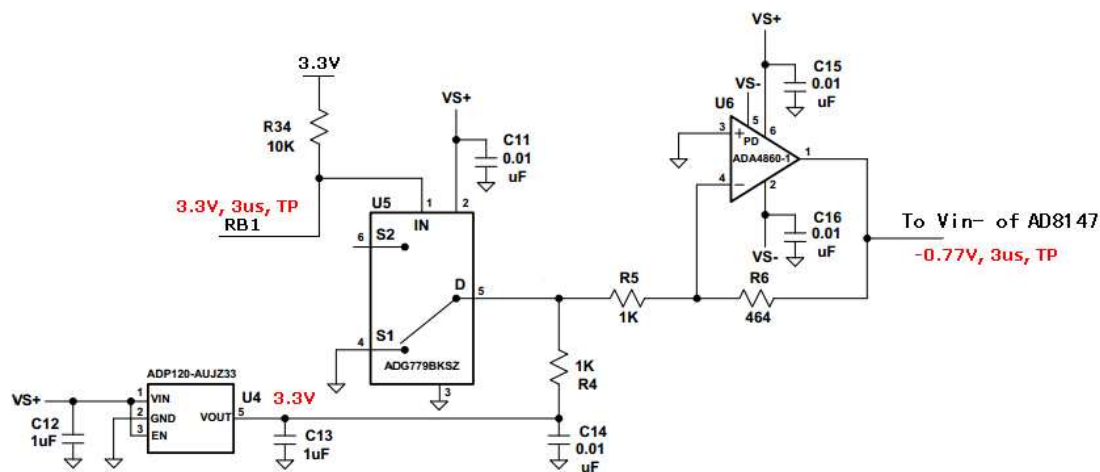 VS+
3.3V
C15
0.01
uF
VS-
U6
5
6
3
+
PD
ADA4860-1
1
4
-
2
R34
10K
VS+
C11
0.01
uF
3.3V, 3us, TP
RB1
U5
1
2
IN
6
S2
D
5
4
S1
ADG779BKSZ
3
C16
0.01
uF
VS-
To Vin- of AD8147
-0.77V, 3us, TP
R5
1K
R6
464
1K
R4
ADP120-AUJZ33
U4
3.3V
VS+
1
VIN
2
GND
VOUT
5
3
EN
C12
1uF
C13
1uF
C14
0.01
uF